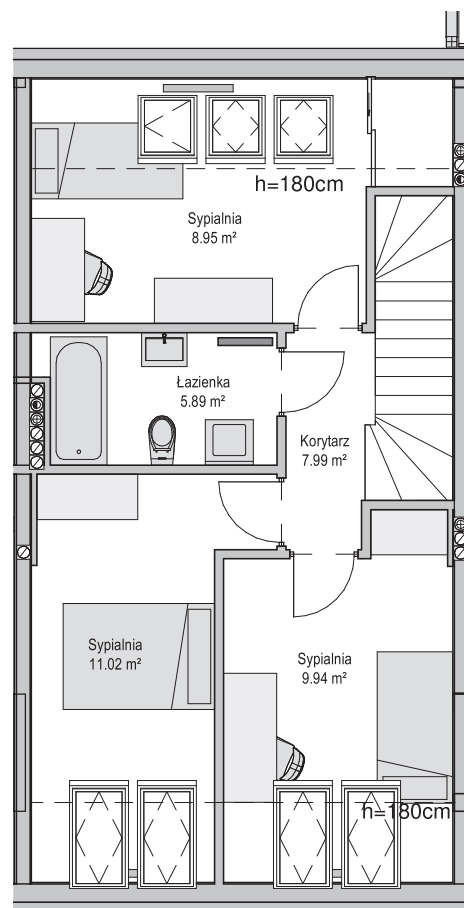 h=180cm
Sypialnia
8.95 m²
Łazienka
5.89 m²
Korytarz
7.99 m²
Sypialnia
11.02 m²
Sypialnia
9.94 m²
h=180cm